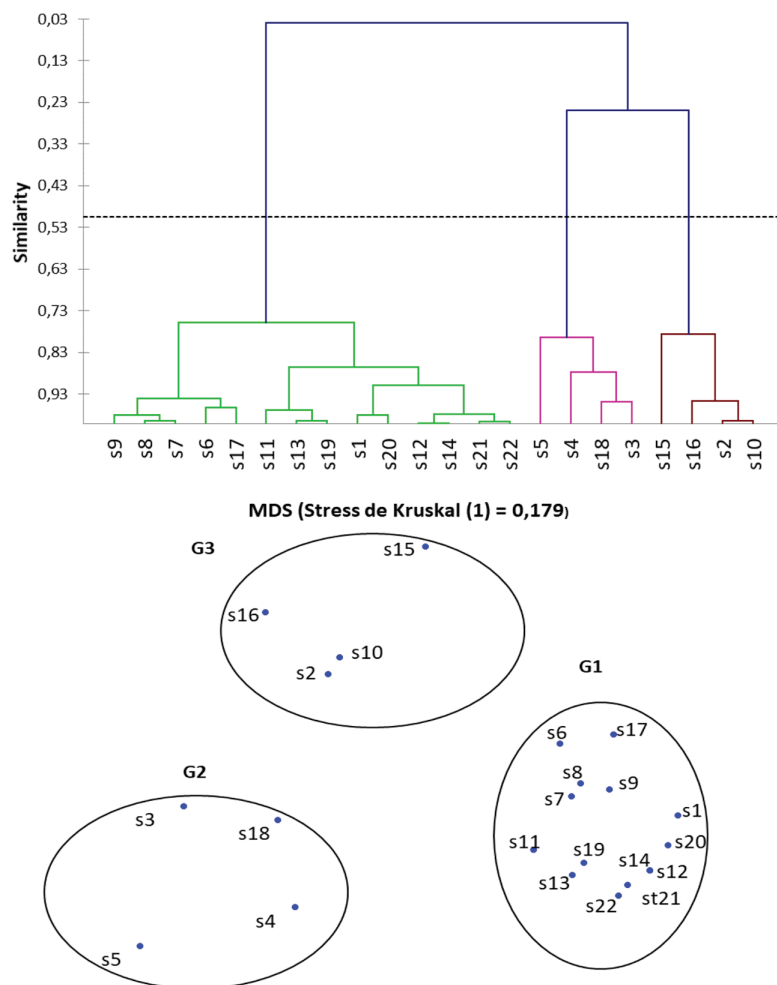 0,03
0,13
0,23
0,33
0,43
0,53
0,63
0,73
0,83
0,93
Similarity
s9 s8 s7 s6 s17 s11 s13 s19 s1 s20 s12 s14 s21 s22 s5 s4 s18 s3 s15 s16 s2 s10
MDS (Stress de Kruskal (1) = 0,179)
G3
s15
s16
s10
s2
G1
s6 s17
s8
s9
s7
s1
s11 s19 s20
s14 s12
s13
s22 st21
G2
s3 s18
s4
s5